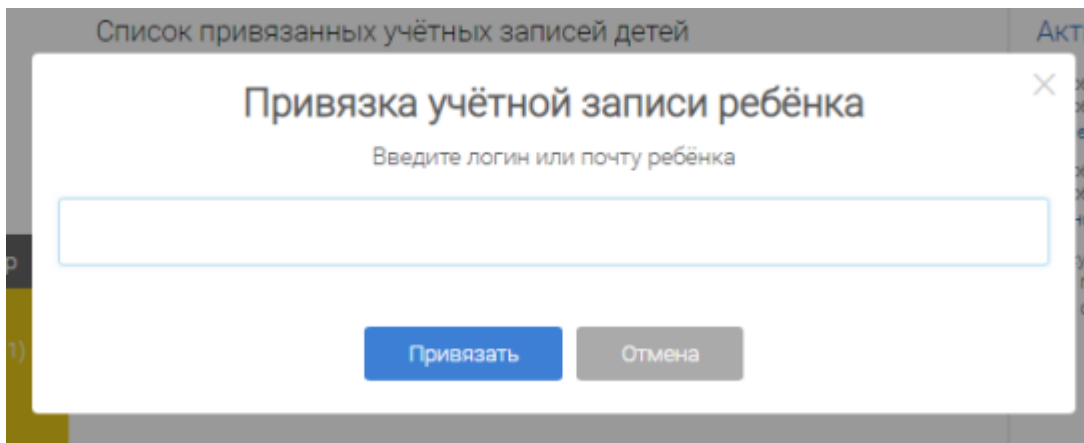 Список привязанных учётных записей детей
Акт
Привязка учётной записи ребёнка
Введите логин или почту ребёнка
Привязать
Отмена